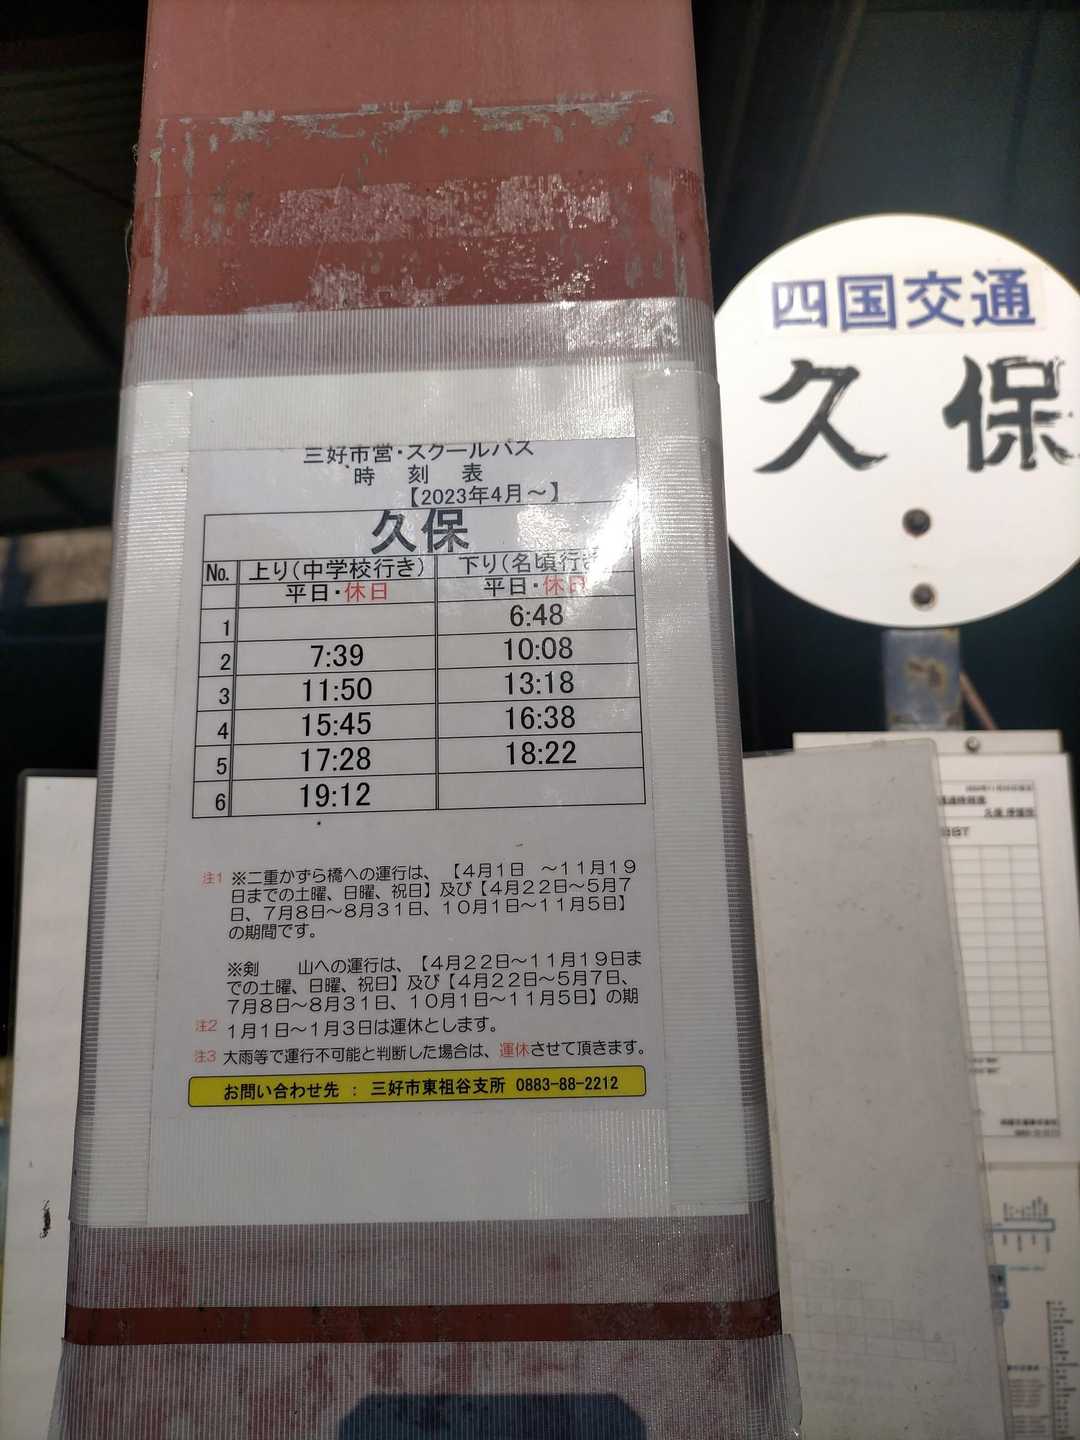 四国交通
久保
三好市営・スクールバス
時刻表
【2023年4月～】
久保
No. 上り(中学校行き) 下り(名頃行き
平日・休日 平日・休日
1 6:48
2 7:39 10:08
3 11:50 13:18
4 15:45 16:38
5 17:28 18:22
6 19:12
注1 ※二重かずら橋への運行は、【4月1日 ～11月19
日までの土曜、日曜、祝日】及び【4月22日～5月7
日、7月8日～8月31日、10月1日～11月5日】
の期間です。
※剣 山への運行は、【4月22日～11月19日ま
での土曜、日曜、祝日】及び【4月22日～5月7日、
7月8日～8月31日、10月1日～11月5日】の期
注2 1月1日～1月3日は運休とします。
注3 大雨等で運行不可能と判断した場合は、運休させて頂きます。
お問い合わせ先 : 三好市東祖谷支所 0883-88-2212